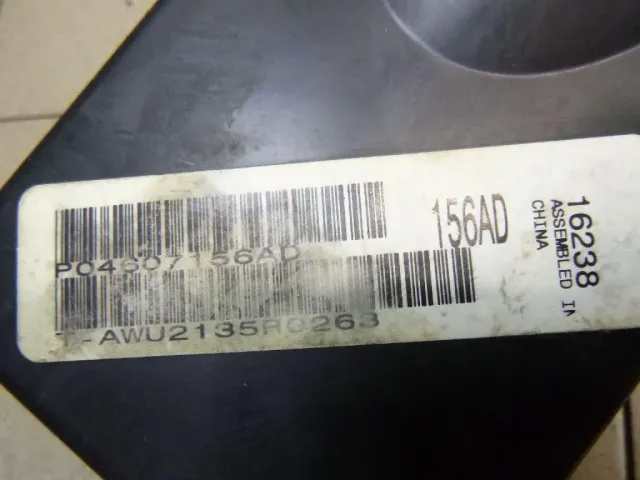 P04607156AD
T-AWU2135R0263
156AD
16238
ASSEMBLED IN
CHINA